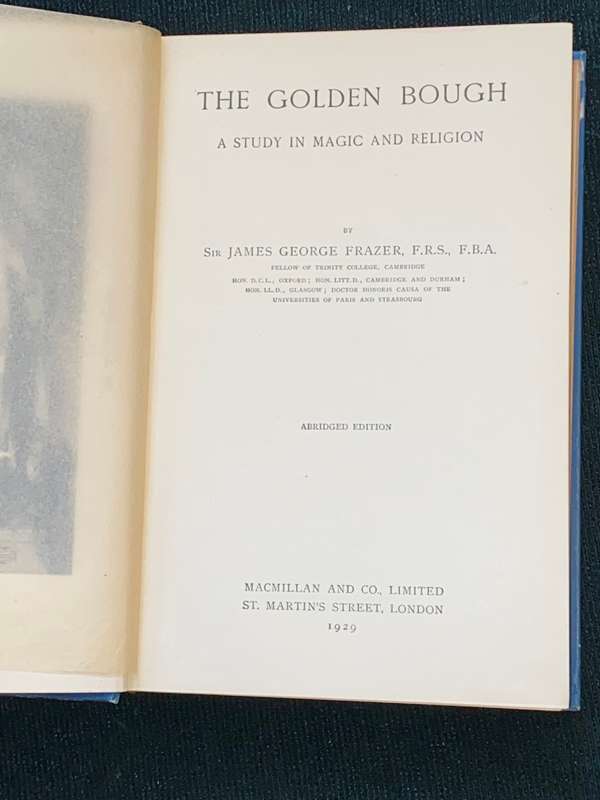 THE GOLDEN BOUGH
A STUDY IN MAGIC AND RELIGION
BY
SIR JAMES GEORGE FRAZER, F.R.S., F.B.A.
FELLOW OF TRINITY COLLEGE, CAMBRIDGE
HON. D.C.L., OXFORD; HON. LITT.D., CAMBRIDGE AND DURHAM;
HON. LL.D., GLASGOW; DOCTOR HONORIS CAUSA OF THE
UNIVERSITIES OF PARIS AND STRASBOURG
ABRIDGED EDITION
MACMILLAN AND CO., LIMITED
ST. MARTIN'S STREET, LONDON
1929